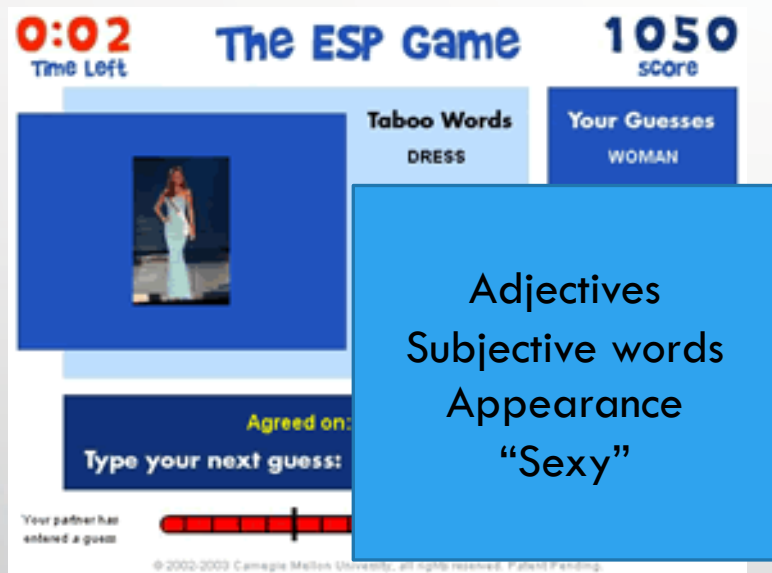 0:02
Time Left
The ESP Game
1050
score
Taboo Words
DRESS
Your Guesses
WOMAN
Adjectives
Subjective words
Appearance
“Sexy”
Agreed on:
Type your next guess:
Your partner has
entered a guess
© 2002-2003 Carnegie Mellon University, all rights reserved. Patent Pending.